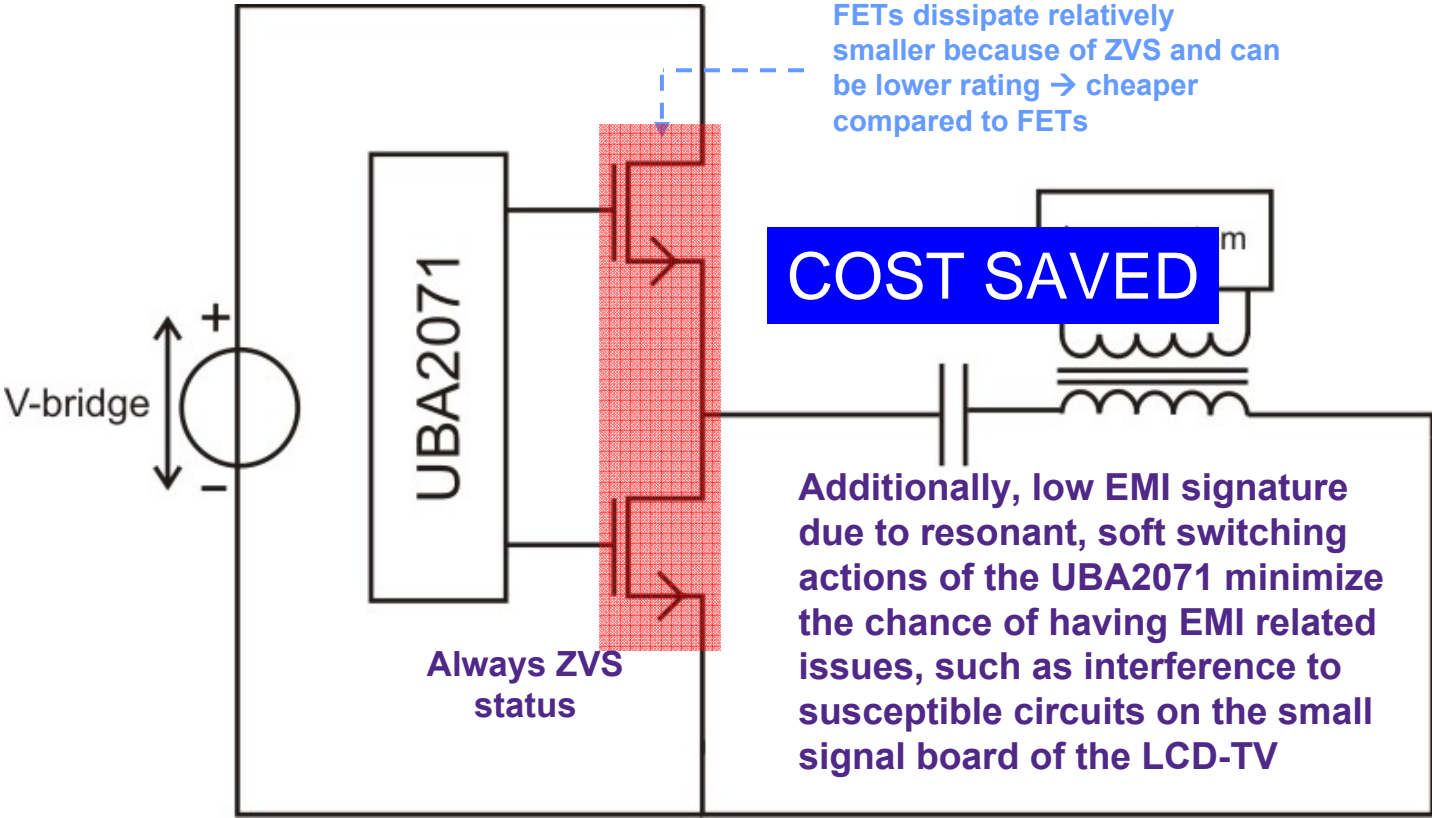 FETs dissipate relatively
smaller because of ZVS and can
be lower rating → cheaper
compared to FETs
UBA2071
COST SAVED
m
+
V-bridge
−
Always ZVS
status
Additionally, low EMI signature
due to resonant, soft switching
actions of the UBA2071 minimize
the chance of having EMI related
issues, such as interference to
susceptible circuits on the small
signal board of the LCD-TV